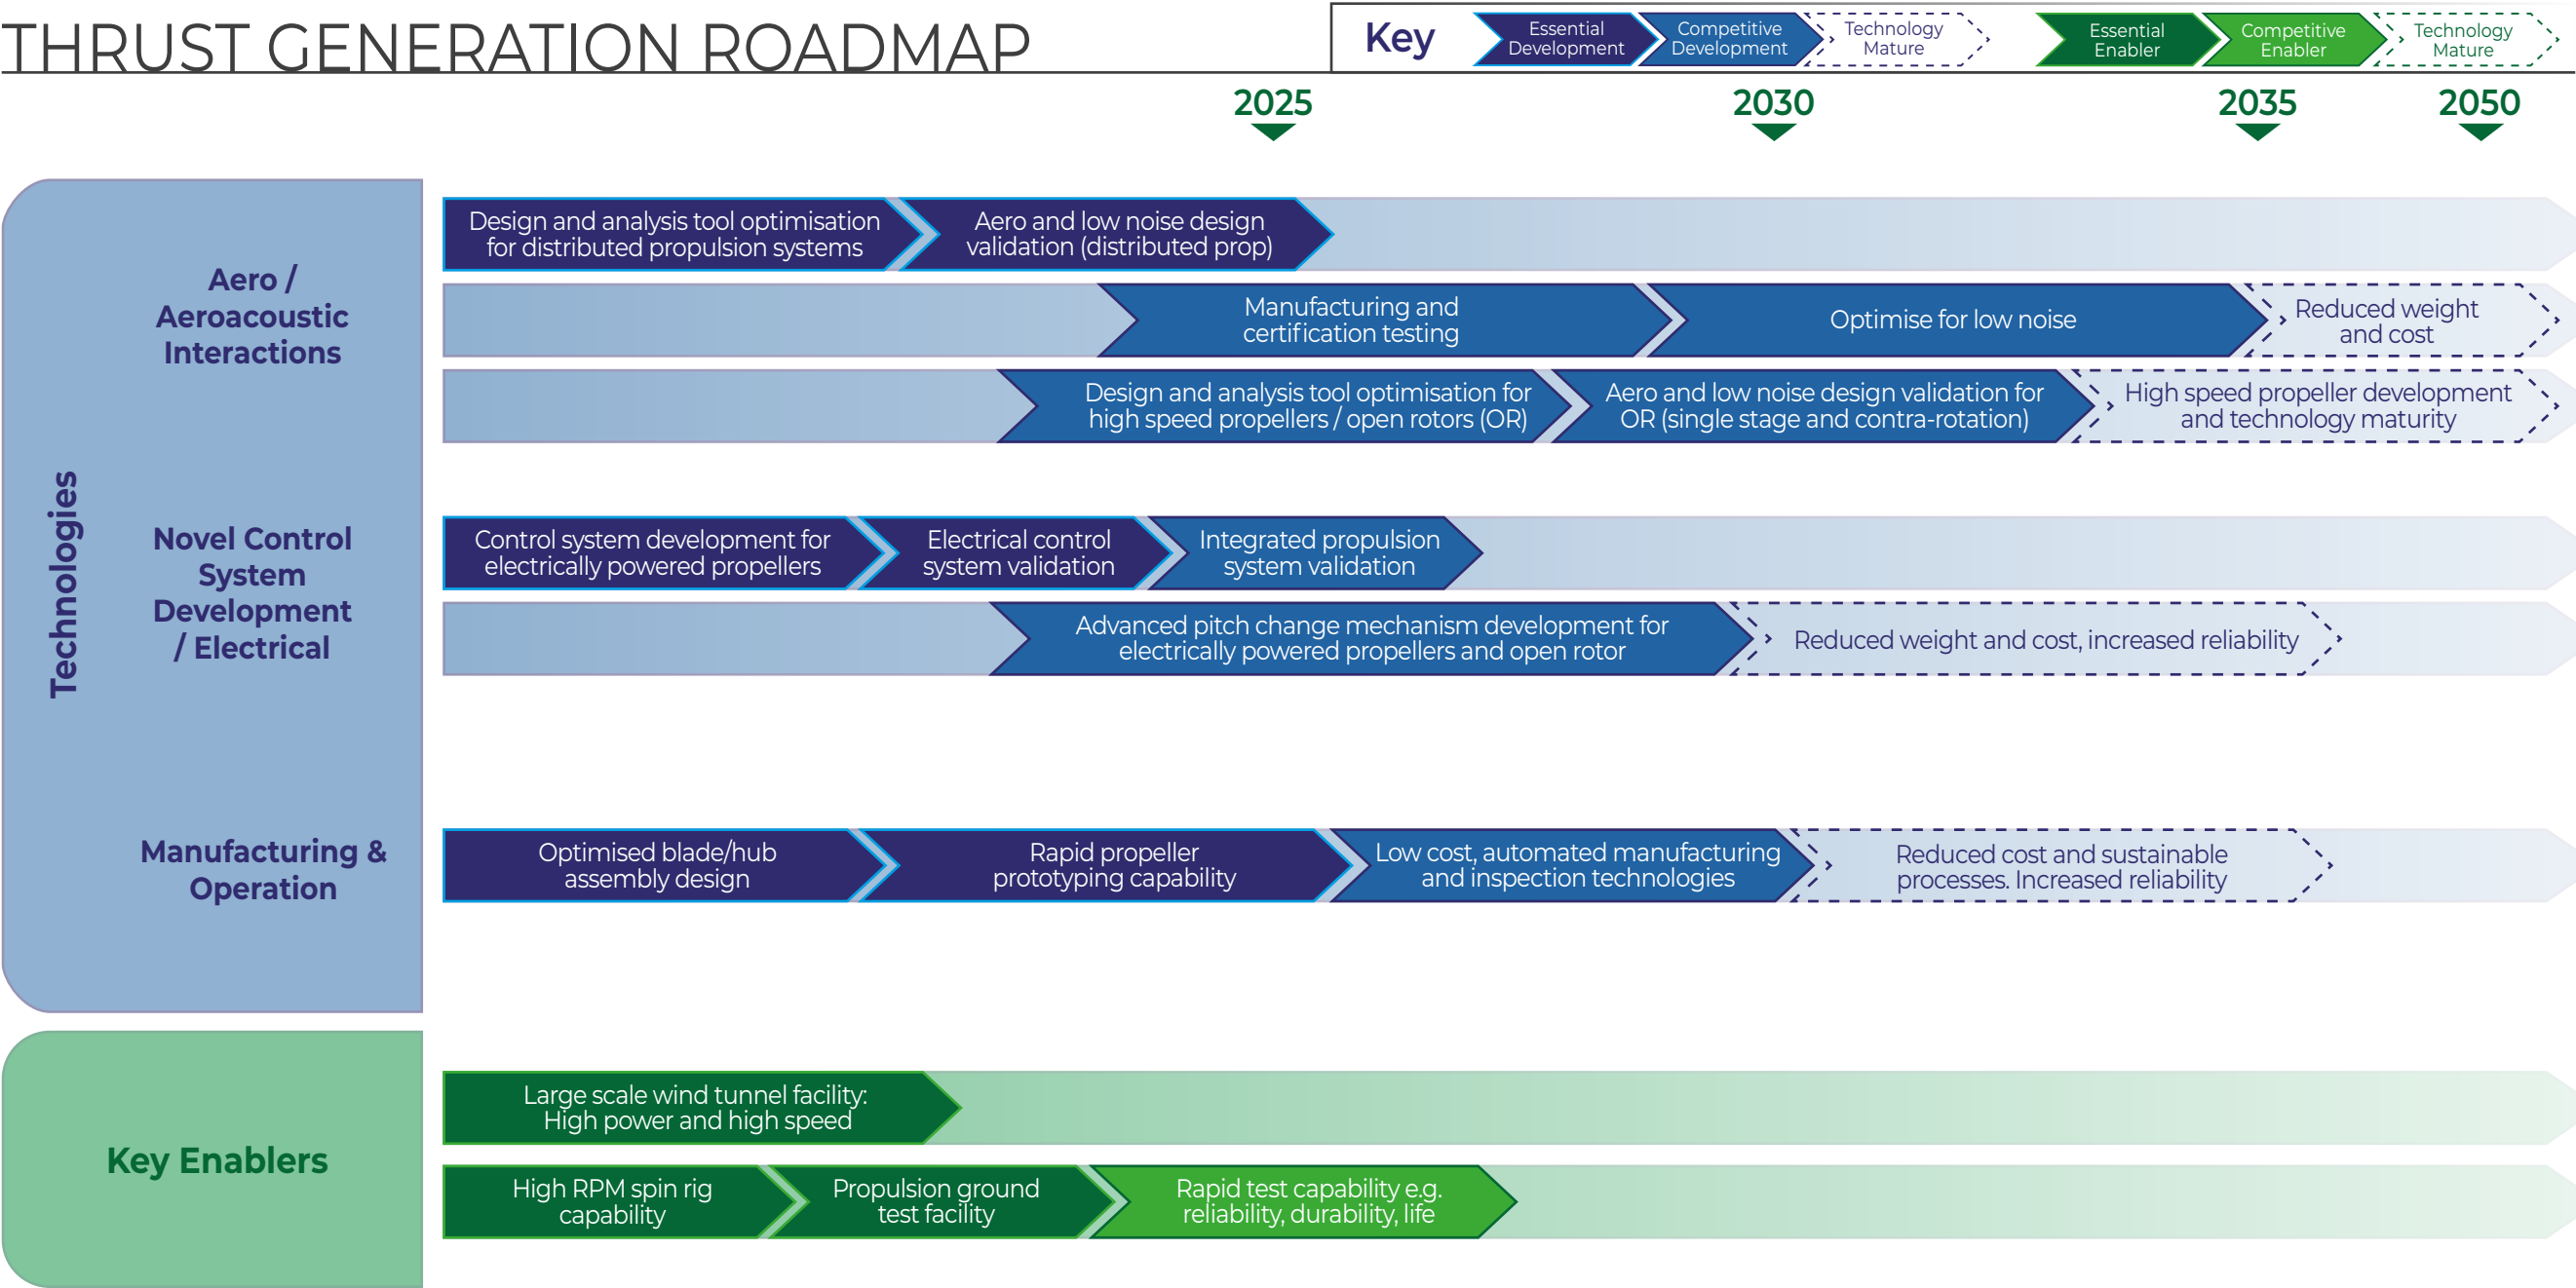 THRUST GENERATION ROADMAP
Key
Essential
Development
Competitive
Development
Technology
Mature
Essential
Enabler
Competitive
Enabler
Technology
Mature
2025
2030
2035
2050
Technologies
Aero /
Aeroacoustic
Interactions
Design and analysis tool optimisation
for distributed propulsion systems
Aero and low noise design
validation (distributed prop)
Manufacturing and
certification testing
Optimise for low noise
Reduced weight
and cost
Design and analysis tool optimisation for
high speed propellers / open rotors (OR)
Aero and low noise design validation for
OR (single stage and contra-rotation)
High speed propeller development
and technology maturity
Novel Control
System
Development
/ Electrical
Control system development for
electrically powered propellers
Electrical control
system validation
Integrated propulsion
system validation
Advanced pitch change mechanism development for
electrically powered propellers and open rotor
Reduced weight and cost, increased reliability
Manufacturing &
Operation
Optimised blade/hub
assembly design
Rapid propeller
prototyping capability
Low cost, automated manufacturing
and inspection technologies
Reduced cost and sustainable
processes. Increased reliability
Key Enablers
Large scale wind tunnel facility:
High power and high speed
High RPM spin rig
capability
Propulsion ground
test facility
Rapid test capability e.g.
reliability, durability, life